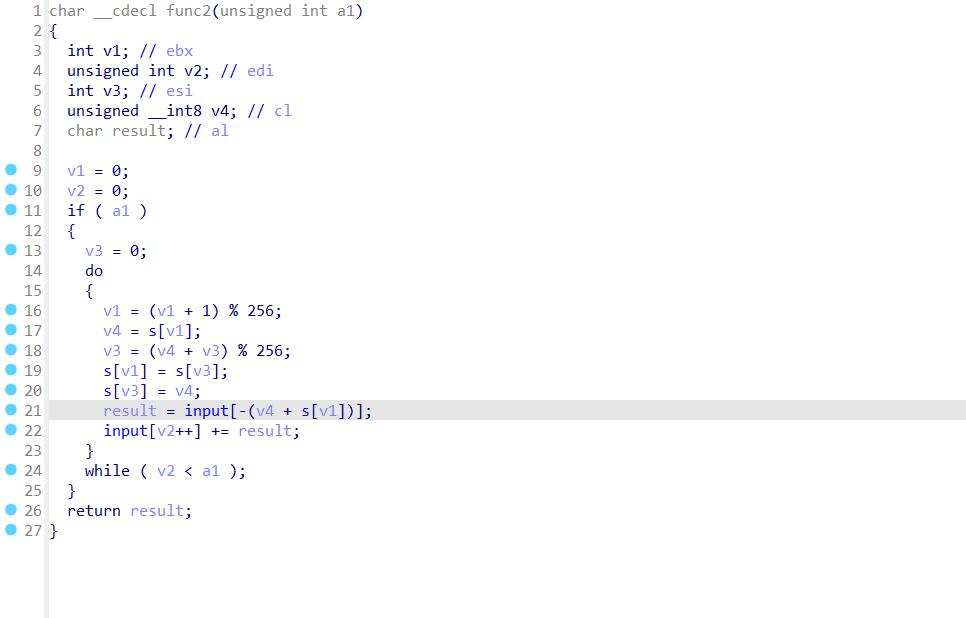 1 char __cdecl func2(unsigned int a1)
2 {
3   int v1; // ebx
4   unsigned int v2; // edi
5   int v3; // esi
6   unsigned __int8 v4; // cl
7   char result; // al
8
9   v1 = 0;
10   v2 = 0;
11   if ( a1 )
12   {
13     v3 = 0;
14     do
15     {
16       v1 = (v1 + 1) % 256;
17       v4 = s[v1];
18       v3 = (v4 + v3) % 256;
19       s[v1] = s[v3];
20       s[v3] = v4;
21       result = input[-(v4 + s[v1])];
22       input[v2++] += result;
23     }
24     while ( v2 < a1 );
25   }
26   return result;
27 }